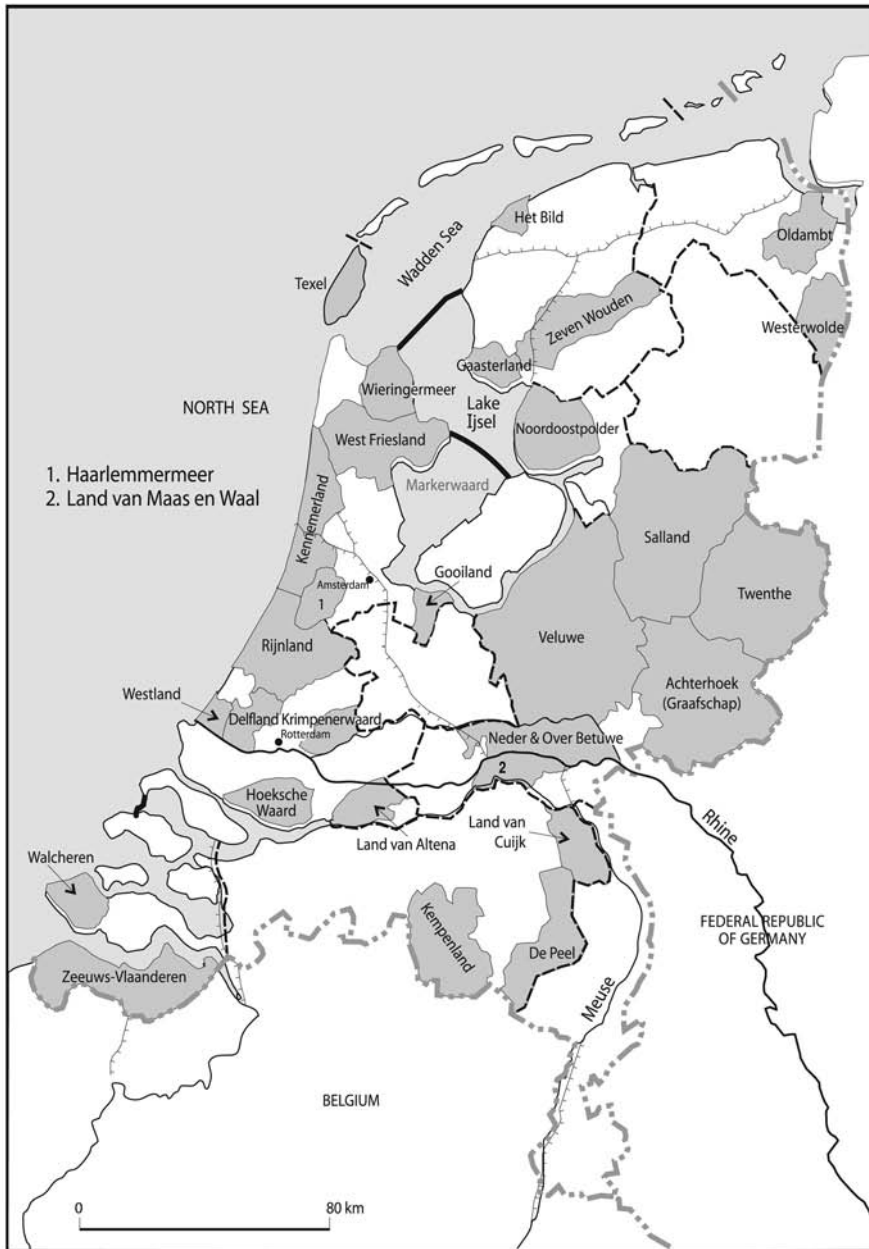 Het Bild
Oldambt
Wadden Sea
Texel
Zeven Wouden
Westerwolde
Gaasterland
Wieringermeer
NORTH SEA
Lake
Ijsel
Noordoostpolder
West Friesland
1. Haarlemmermeer
2. Land van Maas en Waal
Markerwaard
Kennemerland
Salland
Gooiland
Amsterdam
1
Twenthe
Rijnland
Veluwe
Achterhoek
(Graafschap)
Westland
Delfland Krimpenerwaard
Rotterdam
Neder & Over Betuwe
2
Hoeksche
Waard
Land van Altena
Land van
Cuijk
Rhine
Walcheren
Kempenland
De Peel
FEDERAL REPUBLIC
OF GERMANY
Zeeuws-Vlaanderen
Meuse
BELGIUM
0
80 km